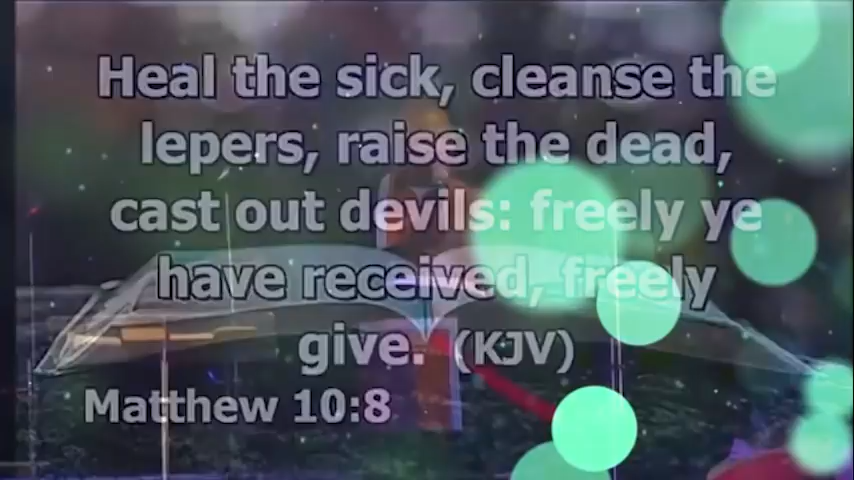 Heal the sick, cleanse the
lepers, raise the dead,
cast out devils: freely ye
have received, freely
give. (KJV)
Matthew 10:8